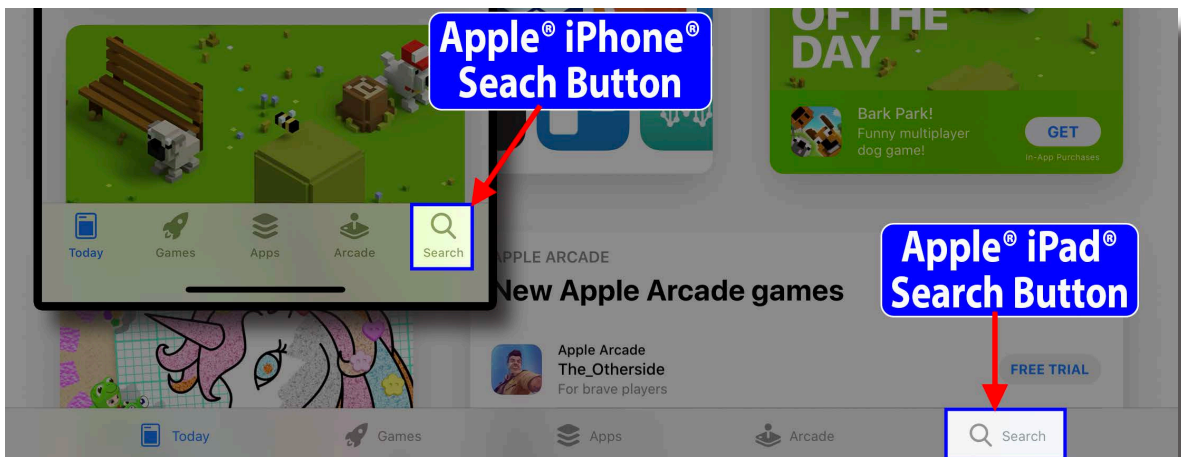 OF THE
DAY
Apple® iPhone®
Seach Button
Bark Park!
Funny multiplayer
dog game!
GET
In-App Purchases
Today
Games
Apps
Arcade
Search
Apple® iPad®
Search Button
APPLE ARCADE
New Apple Arcade games
Apple Arcade
The_Otherside
For brave players
FREE TRIAL
Today
Games
Apps
Arcade
Search